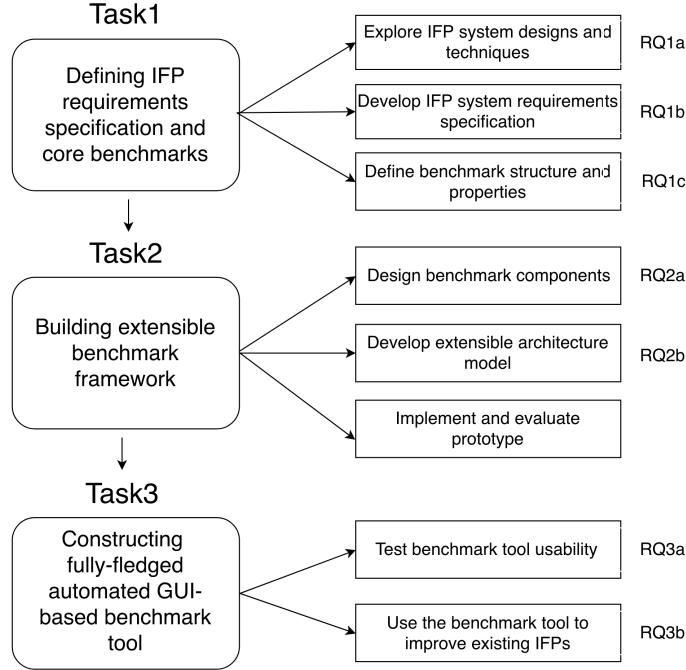 Task1
Defining IFP
requirements
specification and
core benchmarks
Explore IFP system designs and
techniques
RQ1a
Develop IFP system requirements
specification
RQ1b
Define benchmark structure and
properties
RQ1c
Task2
Building extensible
benchmark
framework
Design benchmark components
RQ2a
Develop extensible architecture
model
RQ2b
Implement and evaluate
prototype
Task3
Constructing
fully-fledged
automated GUI-
based benchmark
tool
Test benchmark tool usability
RQ3a
Use the benchmark tool to
improve existing IFPs
RQ3b